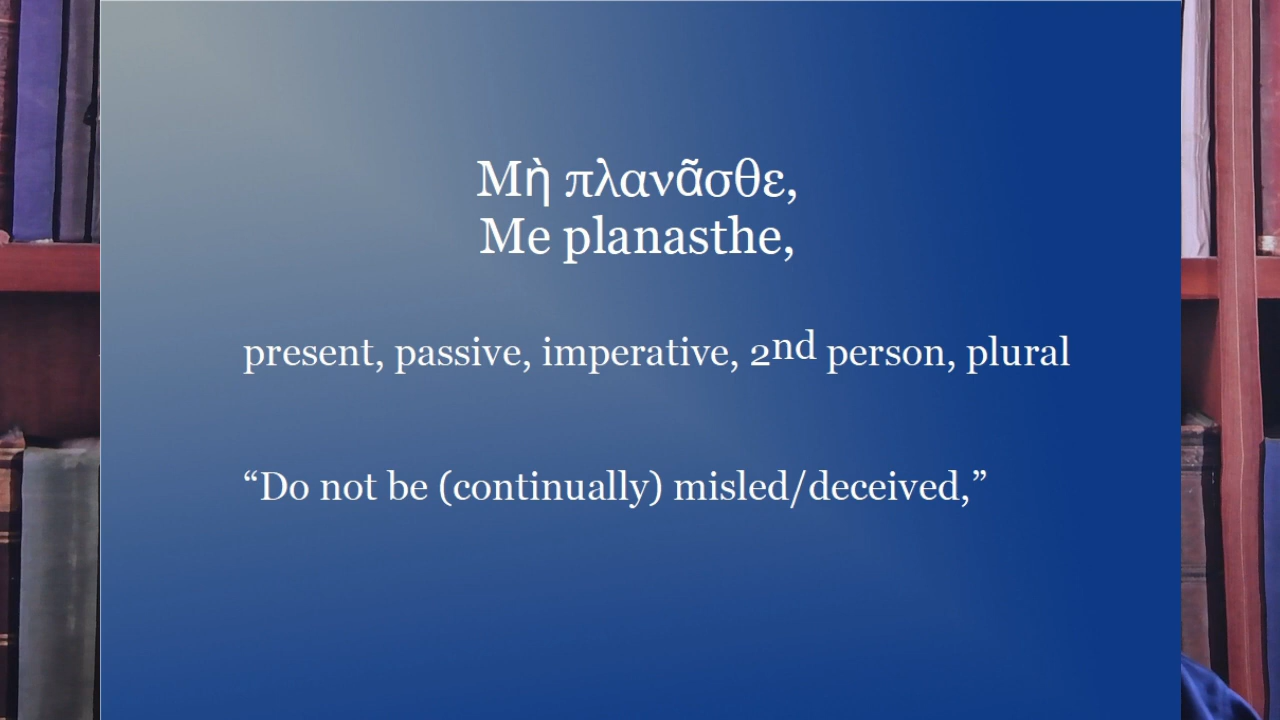 Μὴ πλανᾶσθε,
Me planasthe,
present, passive, imperative, 2nd person, plural
“Do not be (continually) misled/deceived,”